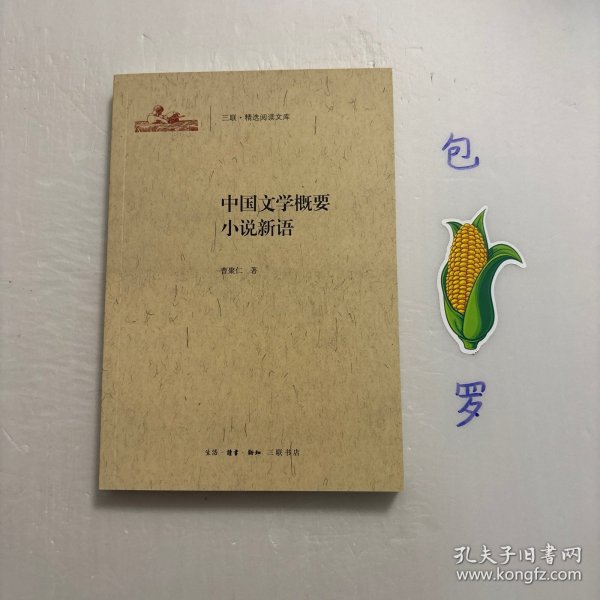 三联·精选阅读文库
中国文学概要
小说新语
曹聚仁 著
生活·读书·新知 三联书店
包
罗
孔夫子旧书网
www.kongfz.com